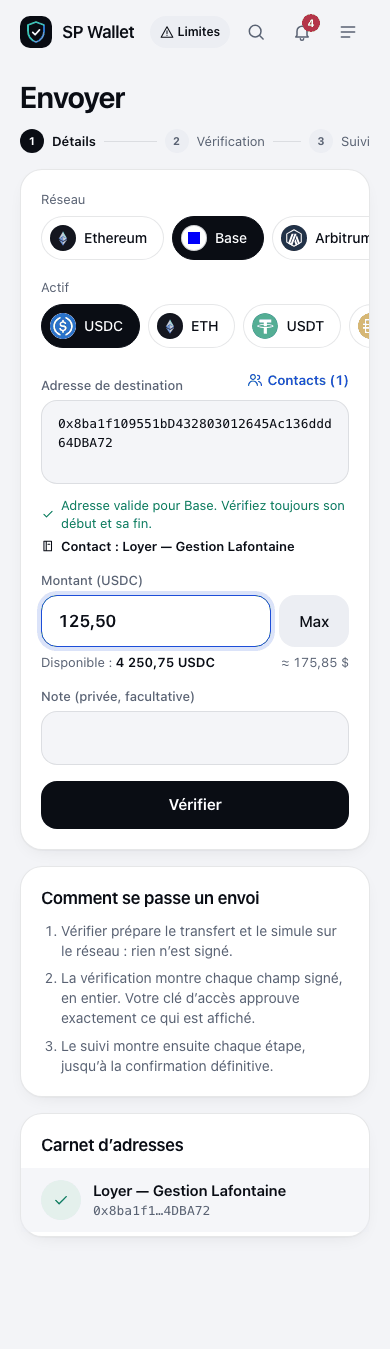 SP Wallet
Limites
4
Envoyer
1 Détails
2 Vérification
3 Suivi
Réseau
Ethereum
Base
Arbitrum
Actif
USDC
ETH
USDT
Adresse de destination
Contacts (1)
0x8ba1f109551bD432803012645Ac136ddd
64DBA72
Adresse valide pour Base. Vérifiez toujours son
début et sa fin.
Contact : Loyer — Gestion Lafontaine
Montant (USDC)
125,50
Max
Disponible : 4 250,75 USDC
≈ 175,85 $
Note (privée, facultative)
Vérifier
Comment se passe un envoi
1. Vérifier prépare le transfert et le simule sur
le réseau : rien n’est signé.
2. La vérification montre chaque champ signé,
en entier. Votre clé d’accès approuve
exactement ce qui est affiché.
3. Le suivi montre ensuite chaque étape,
jusqu’à la confirmation définitive.
Carnet d’adresses
Loyer — Gestion Lafontaine
0x8ba1f1…4DBA72